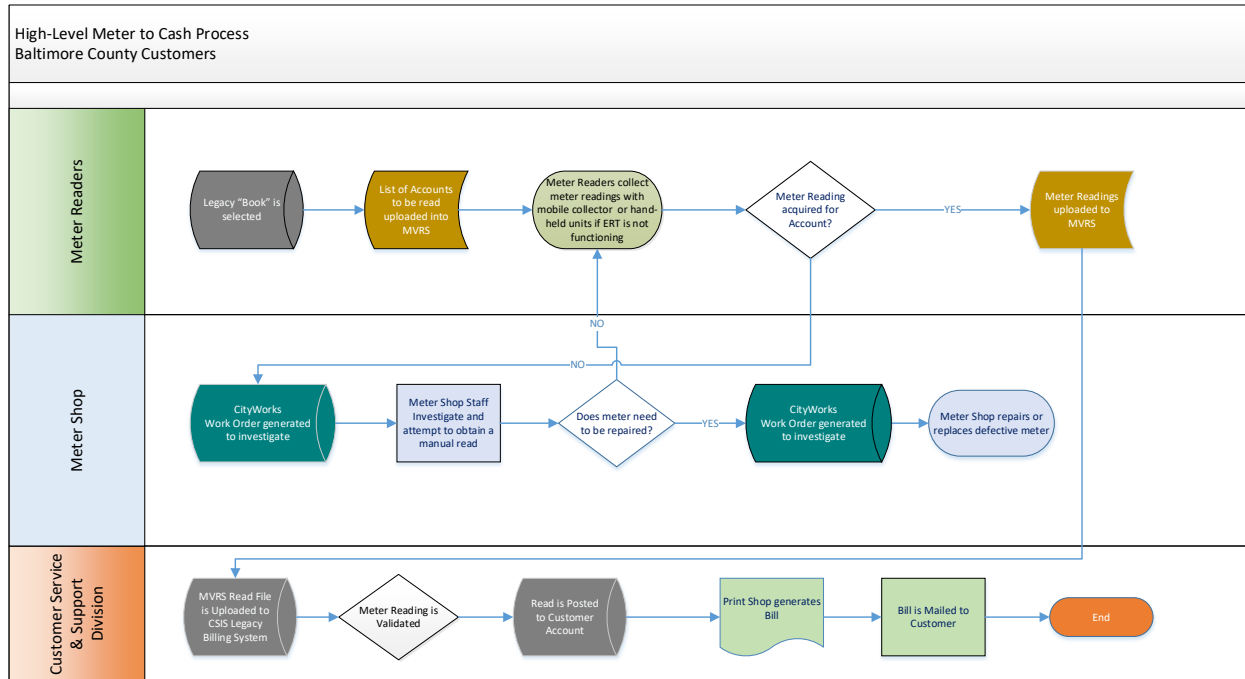 High-Level Meter to Cash Process
Baltimore County Customers
Meter Readers
Legacy “Book” is
selected
List of Accounts
to be read
uploaded into
MVRS
Meter Readers collect
meter readings with
mobile collector or hand-
held units if ERT is not
functioning
Meter Reading
acquired for
Account?
YES
Meter Readings
uploaded to
MVRS
NO
NO
Meter Shop
CityWorks
Work Order generated
to investigate
Meter Shop Staff
Investigate and
attempt to obtain a
manual read
Does meter need
to be repaired?
YES
CityWorks
Work Order generated
to investigate
Meter Shop repairs or
replaces defective meter
Customer Service
& Support
Division
MVRS Read File
is Uploaded to
CSIS Legacy
Billing System
Meter Reading is
Validated
Read is Posted
to Customer
Account
Print Shop generates
Bill
Bill is Mailed to
Customer
End